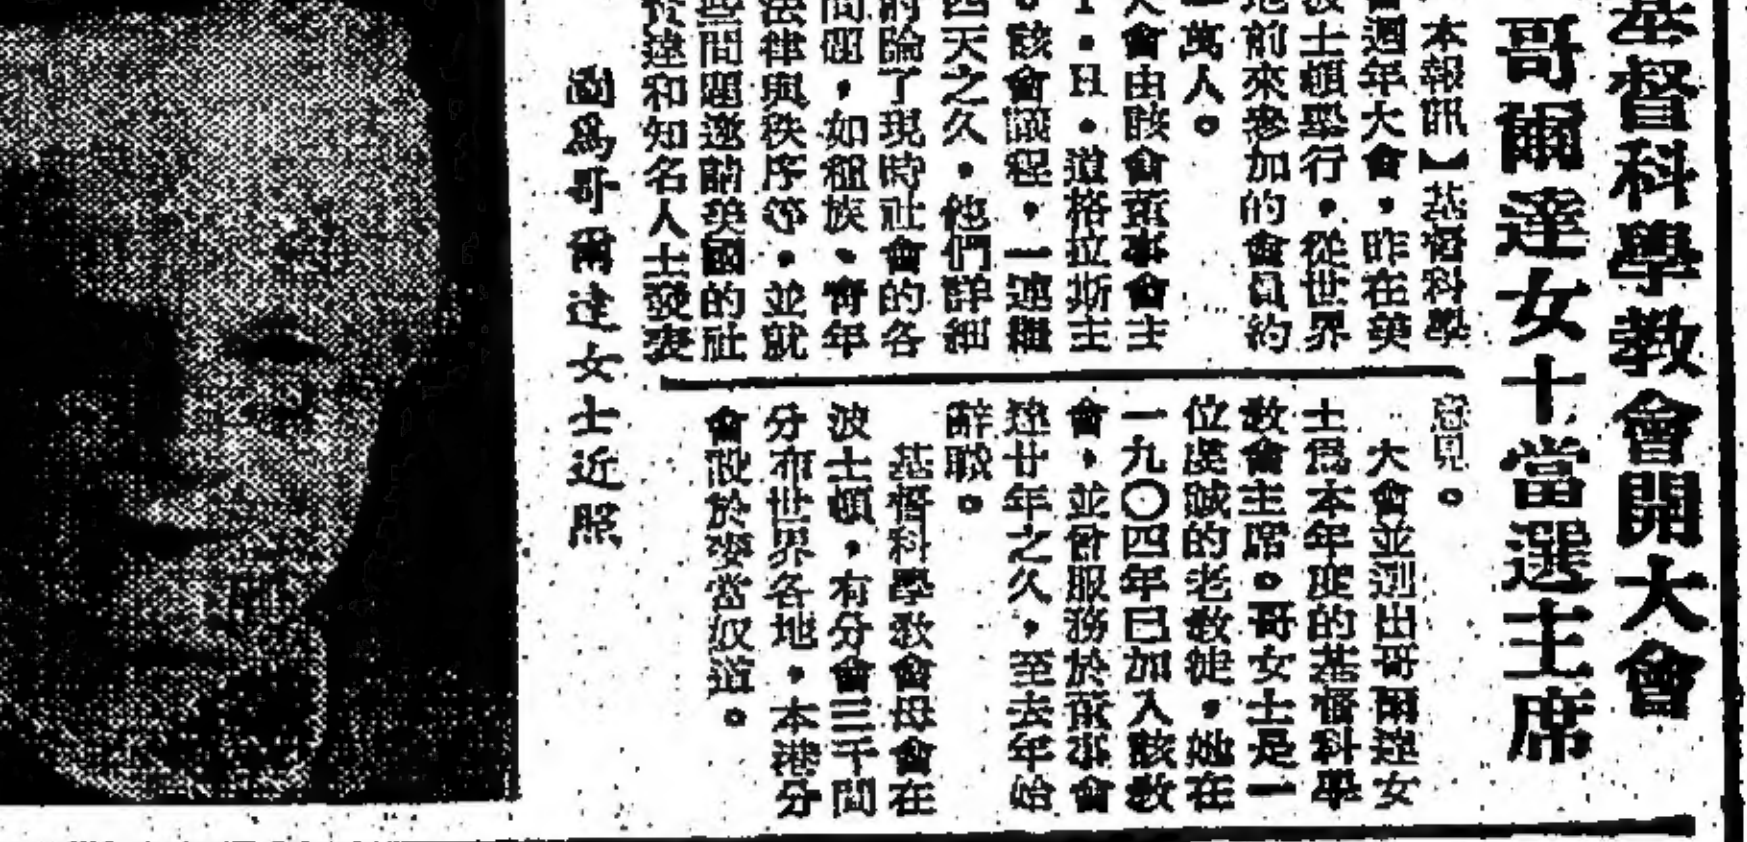 基督科學教會開大會
哥爾達女士當選主席
本報訊】基督科學
會週年大會，昨在美
波士頓舉行，從世界
地前來參加的會員約
一萬人。
大會由該會董事會主
・H・道格拉斯主
。該會議程，一連繼
四天之久，他們詳細
討論了現時社會的各
問題，如種族、青年
法律與秩序等，並就
些問題邀請美國的社
賢達和知名人士發表
意見。
大會並選出哥爾達女
士為本年度的基督科學
教會主席。哥女士是一
位虔誠的老教徒，她在
一九〇四年已加入該教
會，並曾服務於董事會
達廿年之久，至去年始
辭職。
基督科學教會母會在
波士頓，有分會三千間
分布世界各地，本港分
會設於麥當奴道。
圖為哥爾達女士近照